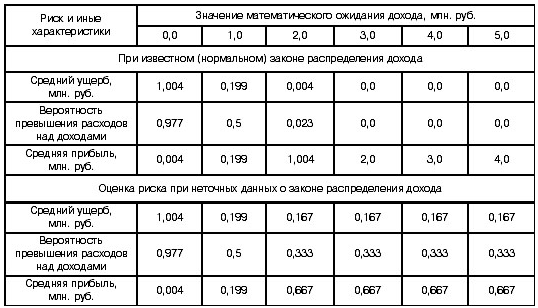 Риск и иные характеристики
Значение математического ожидания дохода, млн. руб.
0,0 1,0 2,0 3,0 4,0 5,0
При известном (нормальном) законе распределения дохода
Средний ущерб, млн. руб. 1,004 0,199 0,004 0,0 0,0 0,0
Вероятность превышения расходов над доходами 0,977 0,5 0,023 0,0 0,0 0,0
Средняя прибыль, млн. руб. 0,004 0,199 1,004 2,0 3,0 4,0
Оценка риска при неточных данных о законе распределения дохода
Средний ущерб, млн. руб. 1,004 0,199 0,167 0,167 0,167 0,167
Вероятность превышения расходов над доходами 0,977 0,5 0,333 0,333 0,333 0,333
Средняя прибыль, млн. руб. 0,004 0,199 0,667 0,667 0,667 0,667